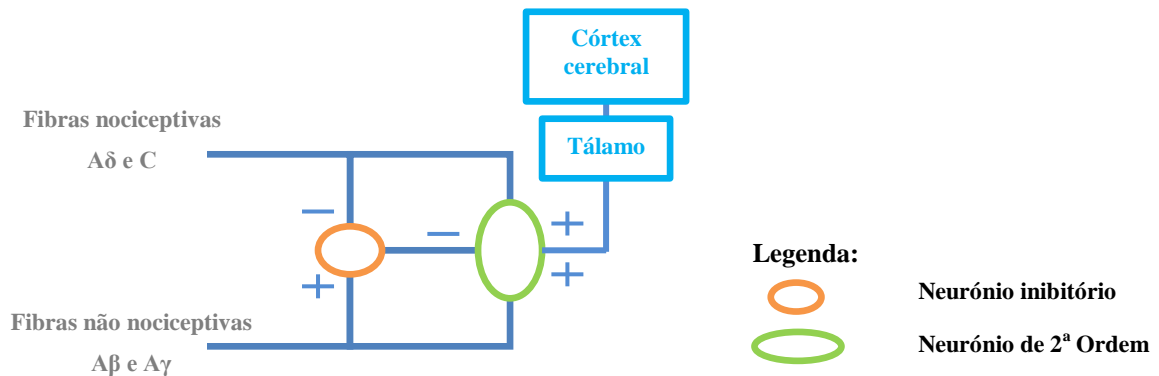 Córtex
cerebral
Fibras nociceptivas
Aδ e C
Tálamo
−
−
+
+
+
Legenda:
Neurónio inibitório
Fibras não nociceptivas
Aβ e Aγ
Neurónio de 2ª Ordem